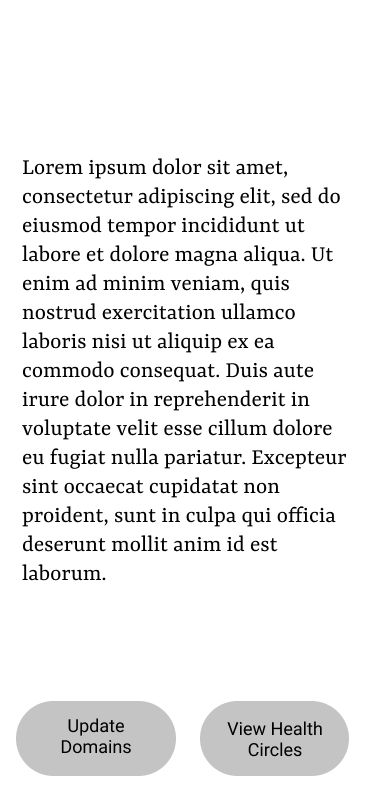 Lorem ipsum dolor sit amet,
consectetur adipiscing elit, sed do
eiusmod tempor incididunt ut
labore et dolore magna aliqua. Ut
enim ad minim veniam, quis
nostrud exercitation ullamco
laboris nisi ut aliquip ex ea
commodo consequat. Duis aute
irure dolor in reprehenderit in
voluptate velit esse cillum dolore
eu fugiat nulla pariatur. Excepteur
sint occaecat cupidatat non
proident, sunt in culpa qui officia
deserunt mollit anim id est
laborum.
Update
Domains
View Health
Circles